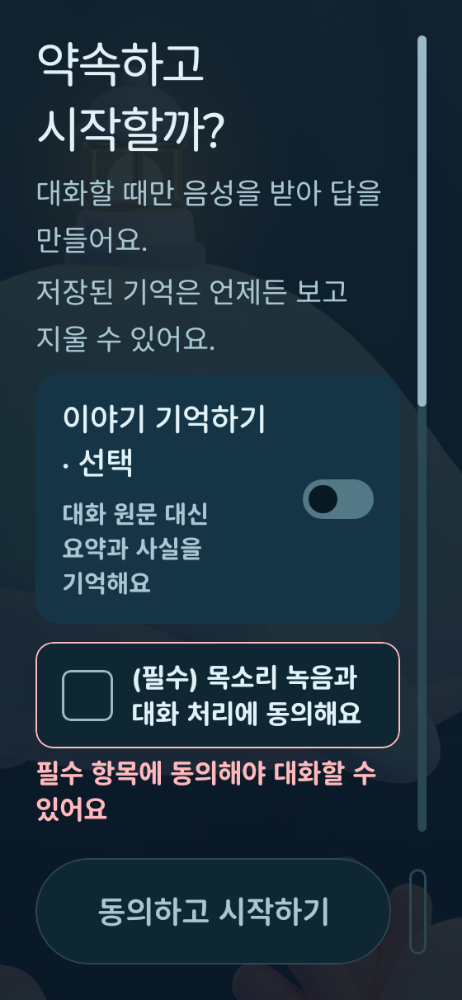 약속하고
시작할까?
대화할 때만 음성을 받아 답을
만들어요.
저장된 기억은 언제든 보고
지울 수 있어요.
이야기 기억하기
· 선택
대화 원문 대신
요약과 사실을
기억해요
(필수) 목소리 녹음과
대화 처리에 동의해요
필수 항목에 동의해야 대화할 수
있어요
동의하고 시작하기